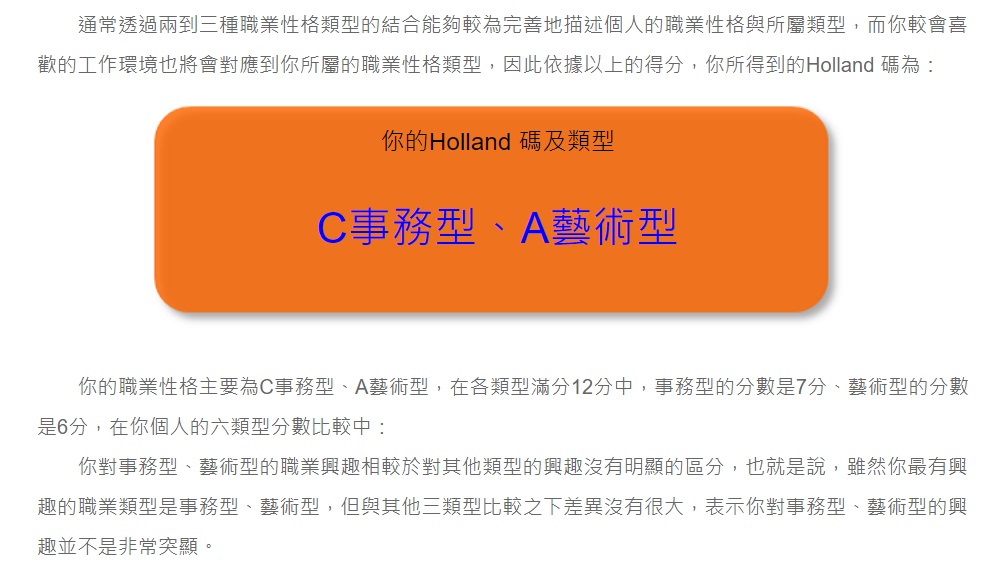 通常透過兩到三種職業性格類型的結合能夠較為完善地描述個人的職業性格與所屬類型，而你較會喜
歡的工作環境也將會對應到你所屬的職業性格類型，因此依據以上的得分，你所得到的Holland 碼為：
你的Holland 碼及類型
C事務型、A藝術型
你的職業性格主要為C事務型、A藝術型，在各類型滿分12分中，事務型的分數是7分、藝術型的分數
是6分，在你個人的六類型分數比較中：
你對事務型、藝術型的職業興趣相較於對其他類型的興趣沒有明顯的區分，也就是說，雖然你最有興
趣的職業類型是事務型、藝術型，但與其他三類型比較之下差異沒有很大，表示你對事務型、藝術型的興
趣並不是非常突顯。